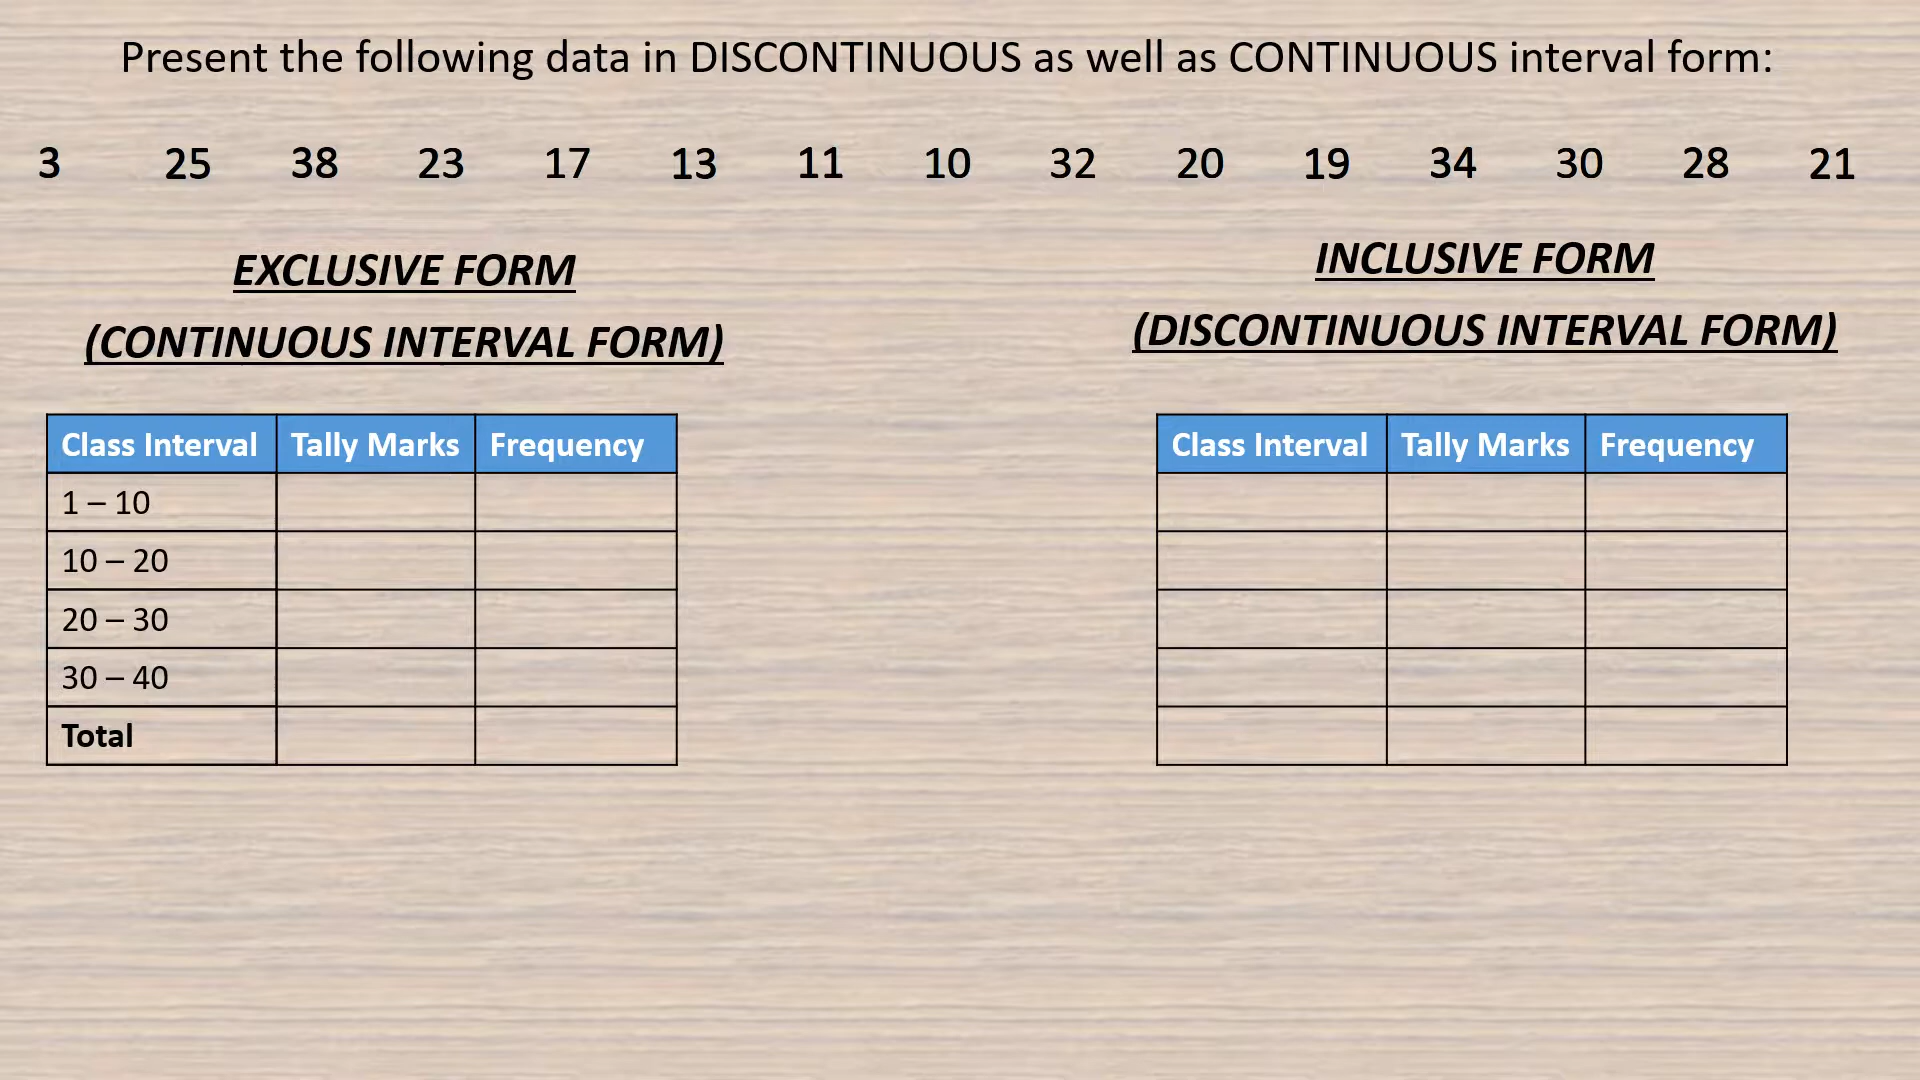 Present the following data in DISCONTINUOUS as well as CONTINUOUS interval form:
3 25 38 23 17 13 11 10 32 20 19 34 30 28 21
EXCLUSIVE FORM
(CONTINUOUS INTERVAL FORM)
Class Interval Tally Marks Frequency
1 – 10
10 – 20
20 – 30
30 – 40
Total
INCLUSIVE FORM
(DISCONTINUOUS INTERVAL FORM)
Class Interval Tally Marks Frequency